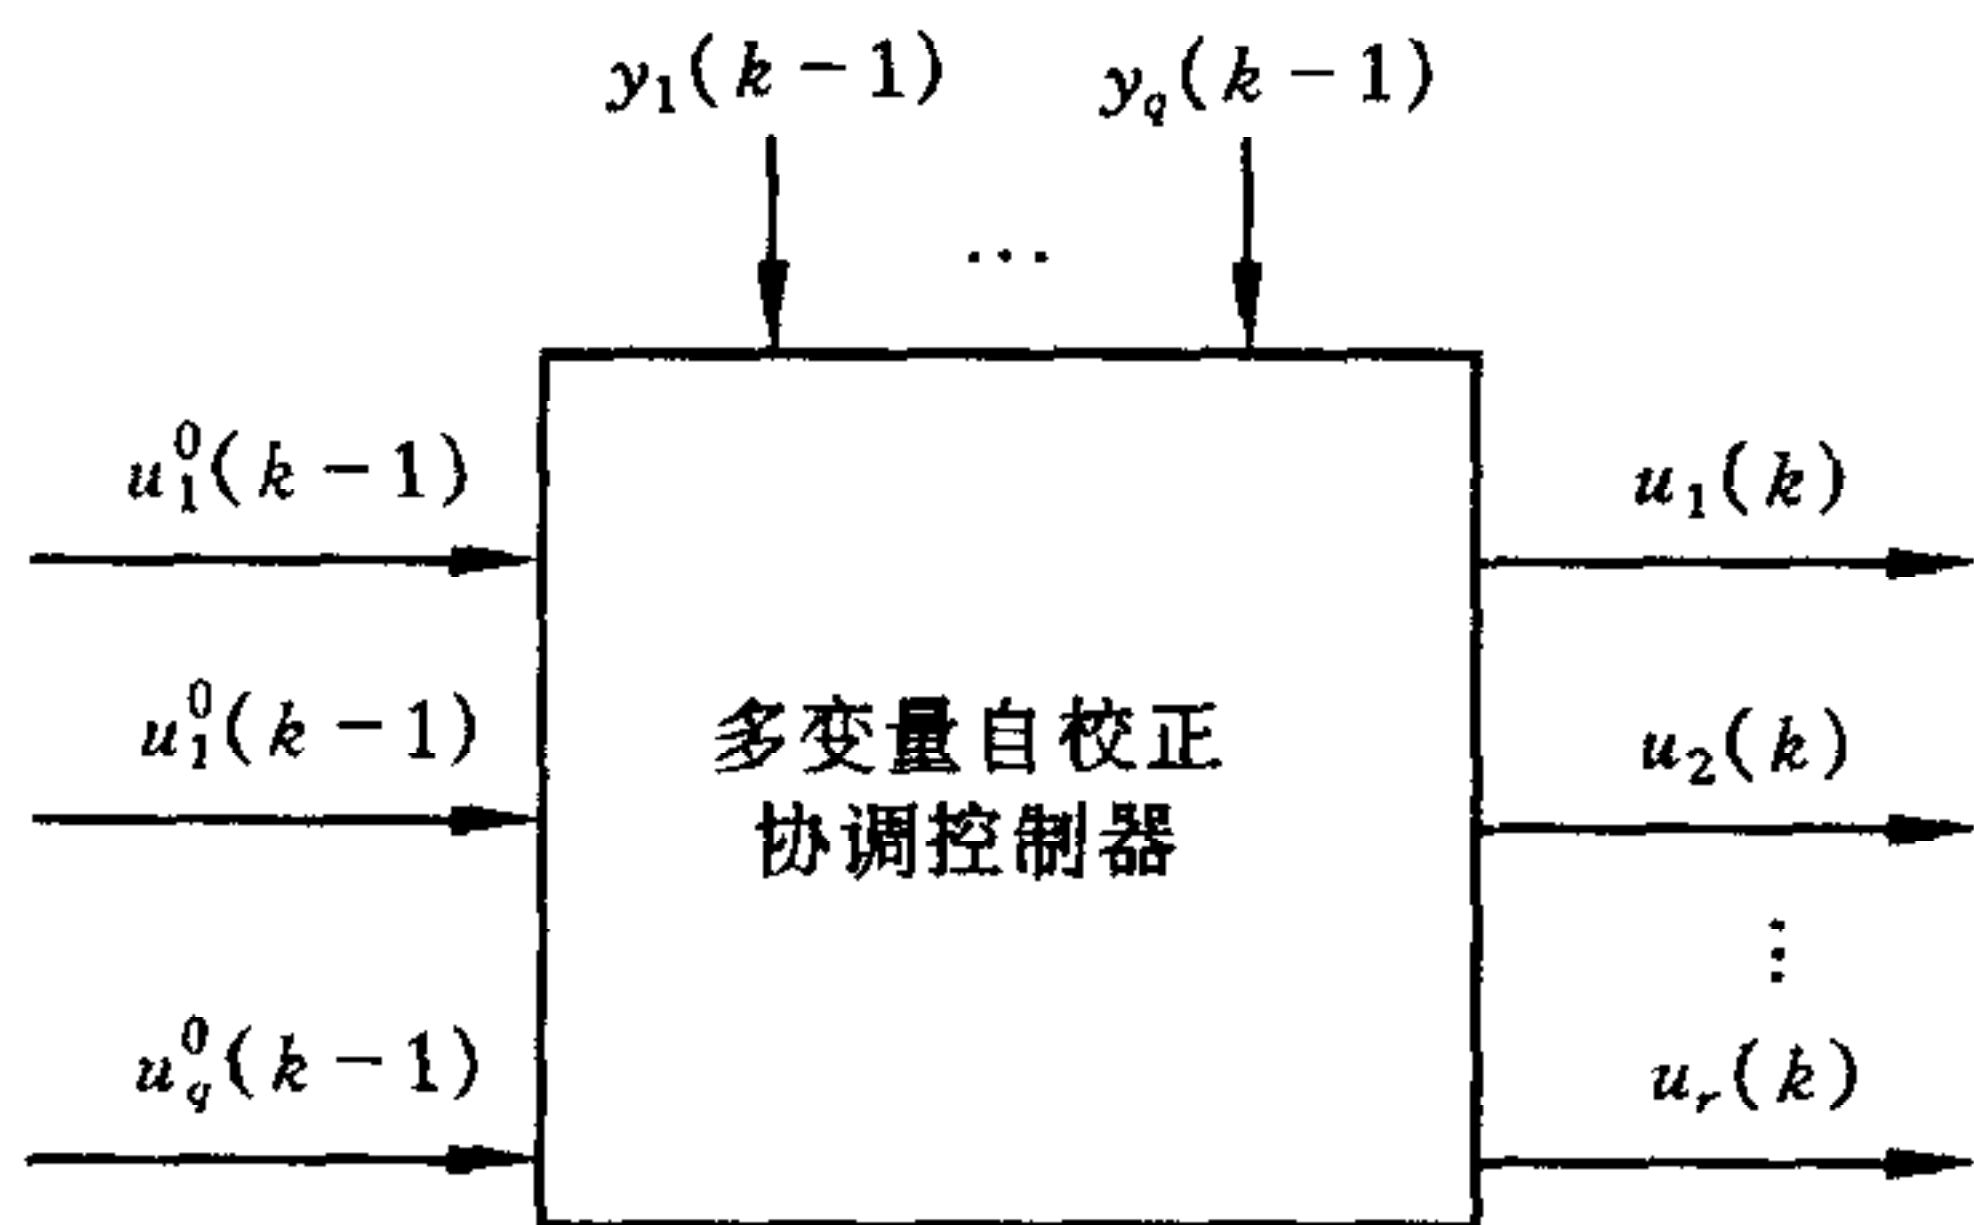 y₁(k − 1)
y_q(k − 1)
...
u₁⁰(k − 1)
u₁(k)
u₁⁰(k − 1)
u₂(k)
多变量自校正
协调控制器
⋮
u_q⁰(k − 1)
u_r(k)